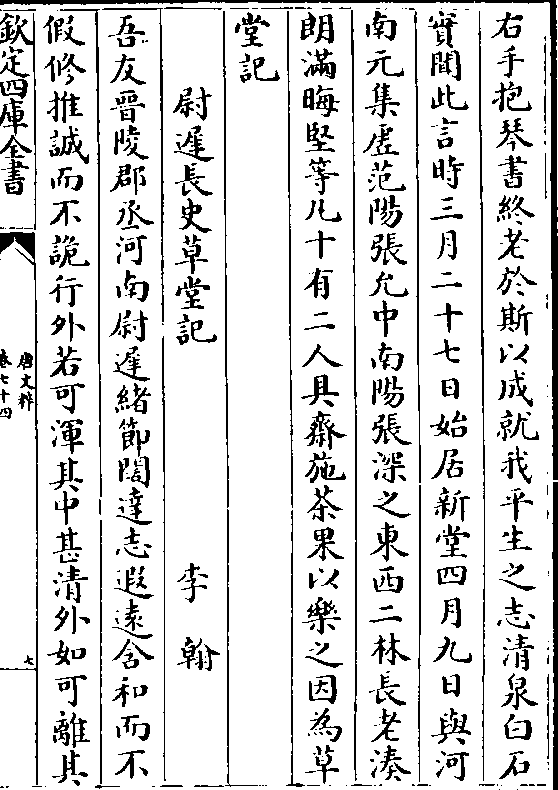 右手抱琴書終老於斯以成就我平生之志清泉白石
實聞此言時三月二十七日始居新堂四月九日與河
南元集虚范陽張允中南陽張深之東西二林長老湊
朗滿晦堅等凡十有二人具齋施茶果以樂之因為草
堂記
尉遲長史草堂記 李翰
吾友晉陵郡丞河南尉遲緒節闊達志遐逺含和而不
假修推誠而不詭行外若可渾其中甚清外如可離其
欽定四庫全書
唐文粹
卷七十四
七